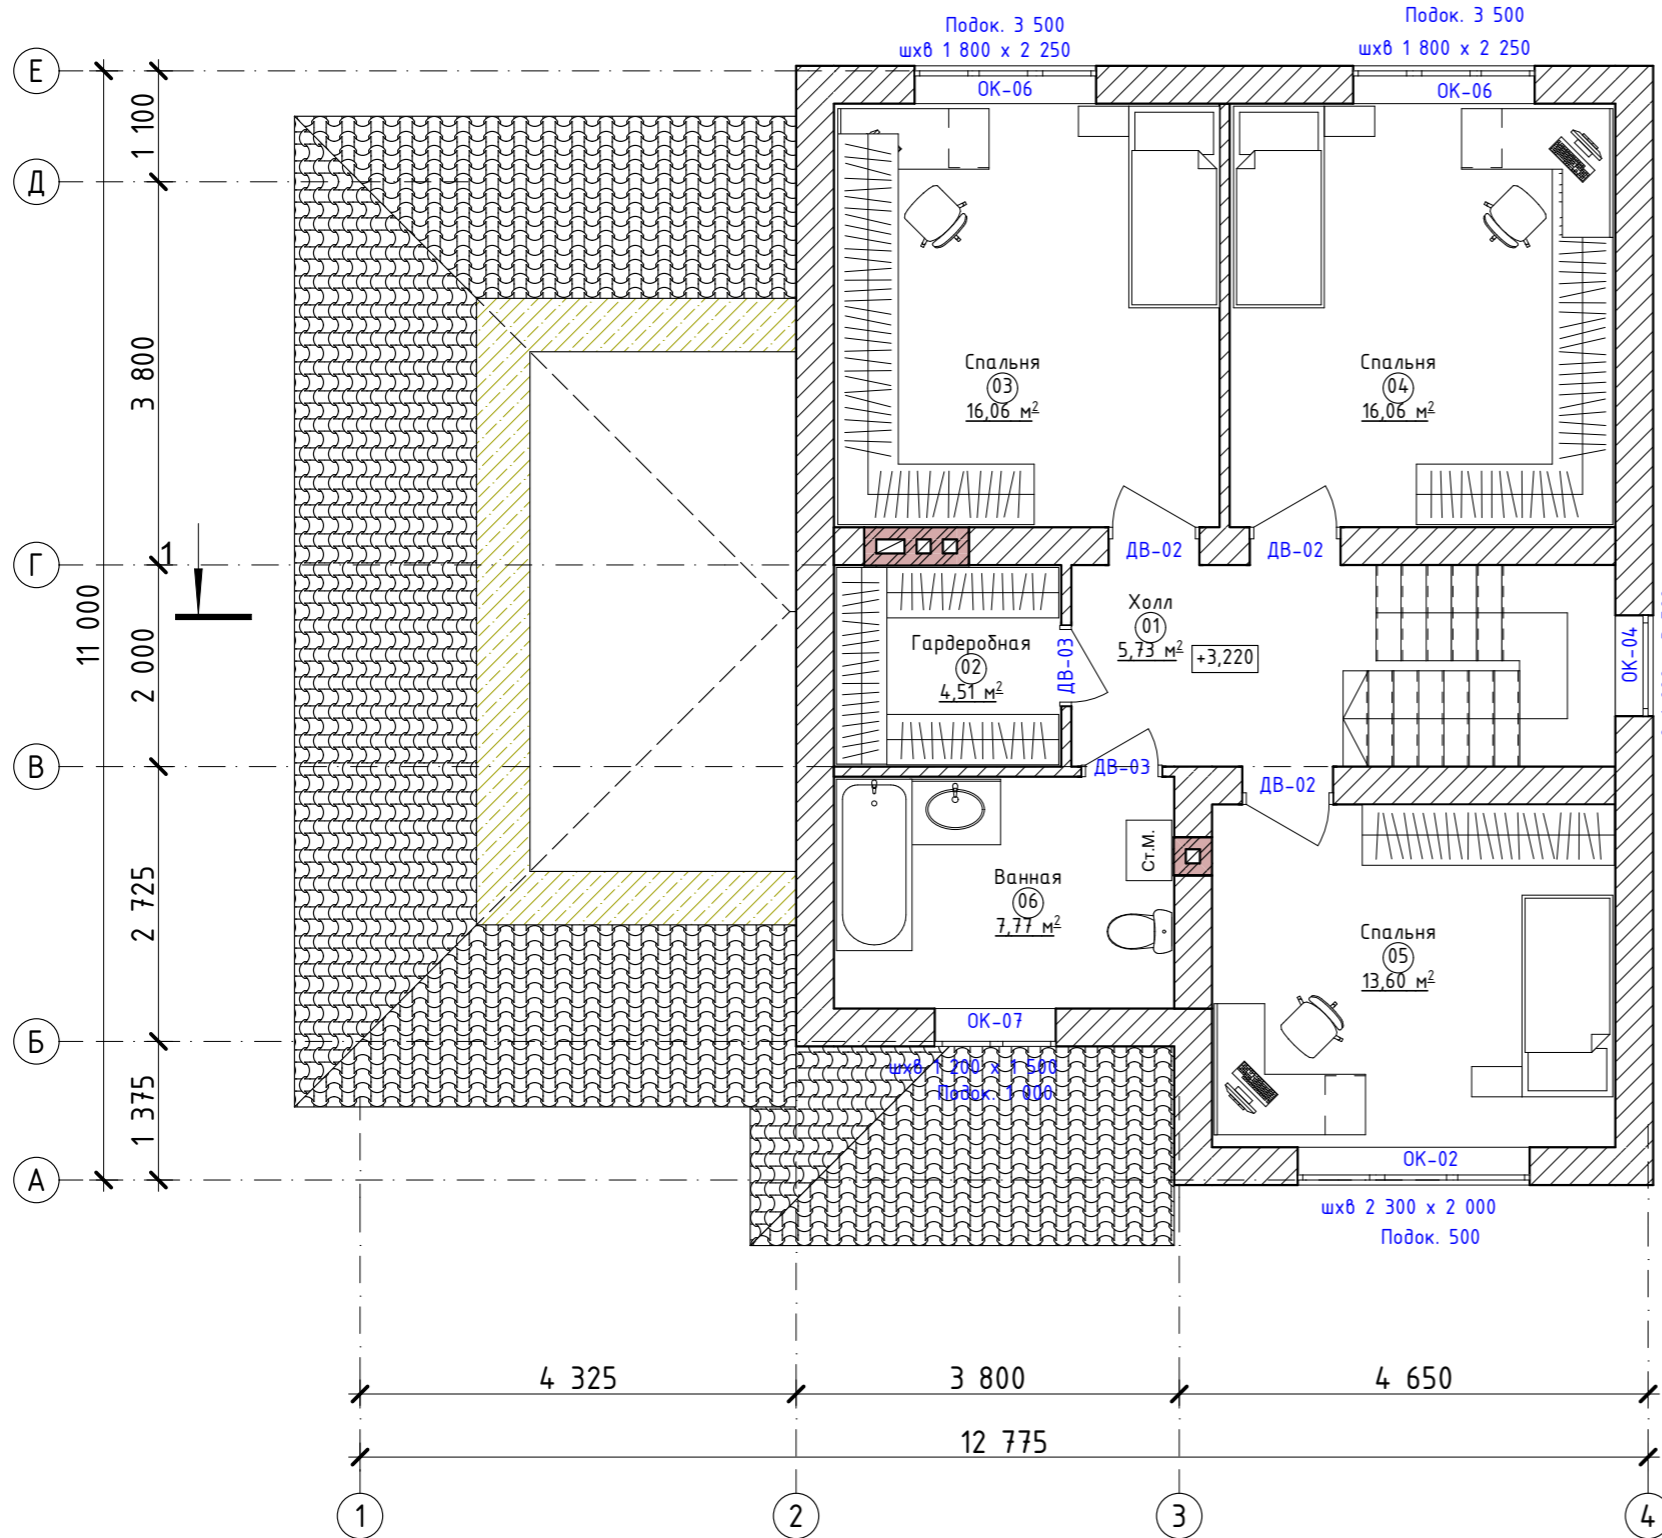 Подок. 3 500
шхв 1 800 х 2 250
ОК-06
Подок. 3 500
шхв 1 800 х 2 250
ОК-06
Е
Д
Г
В
Б
А
1 100
3 800
2 000
2 725
1 375
11 000
1
Спальня
03
16,06 м²
Спальня
04
16,06 м²
ДВ-02
ДВ-02
Гардеробная
02
4,51 м²
ДВ-03
Холл
01
5,73 м²
+3,220
ОК-04
ДВ-03
ДВ-02
Ст.М.
Ванная
06
7,77 м²
Спальня
05
13,60 м²
ОК-07
шхв 1 200 х 1 500
Подок. 1 000
ОК-02
шхв 2 300 х 2 000
Подок. 500
4 325
3 800
4 650
12 775
1
2
3
4